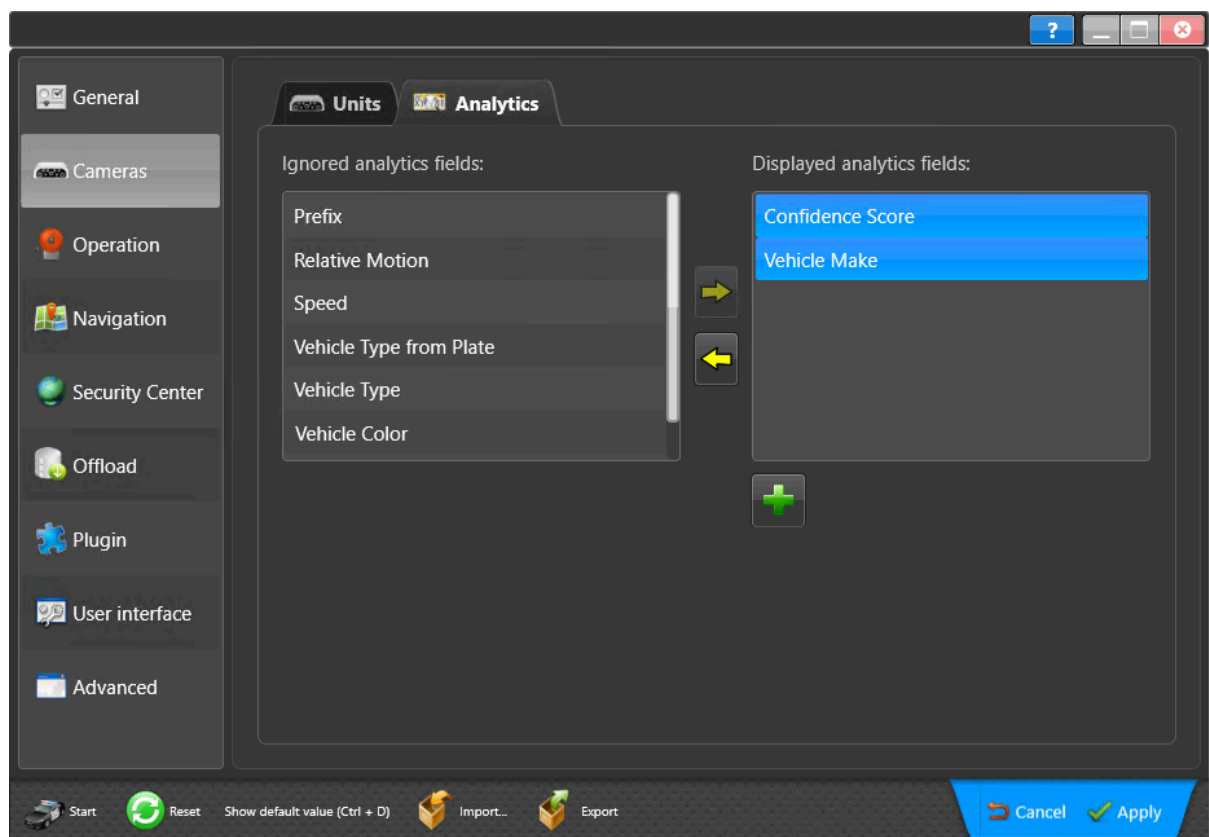 ?
General
Cameras
Operation
Navigation
Security Center
Offload
Plugin
User interface
Advanced
Units
Analytics
Ignored analytics fields:
Prefix
Relative Motion
Speed
Vehicle Type from Plate
Vehicle Type
Vehicle Color
Displayed analytics fields:
Confidence Score
Vehicle Make
Start
Reset
Show default value (Ctrl + D)
Import...
Export
Cancel
Apply